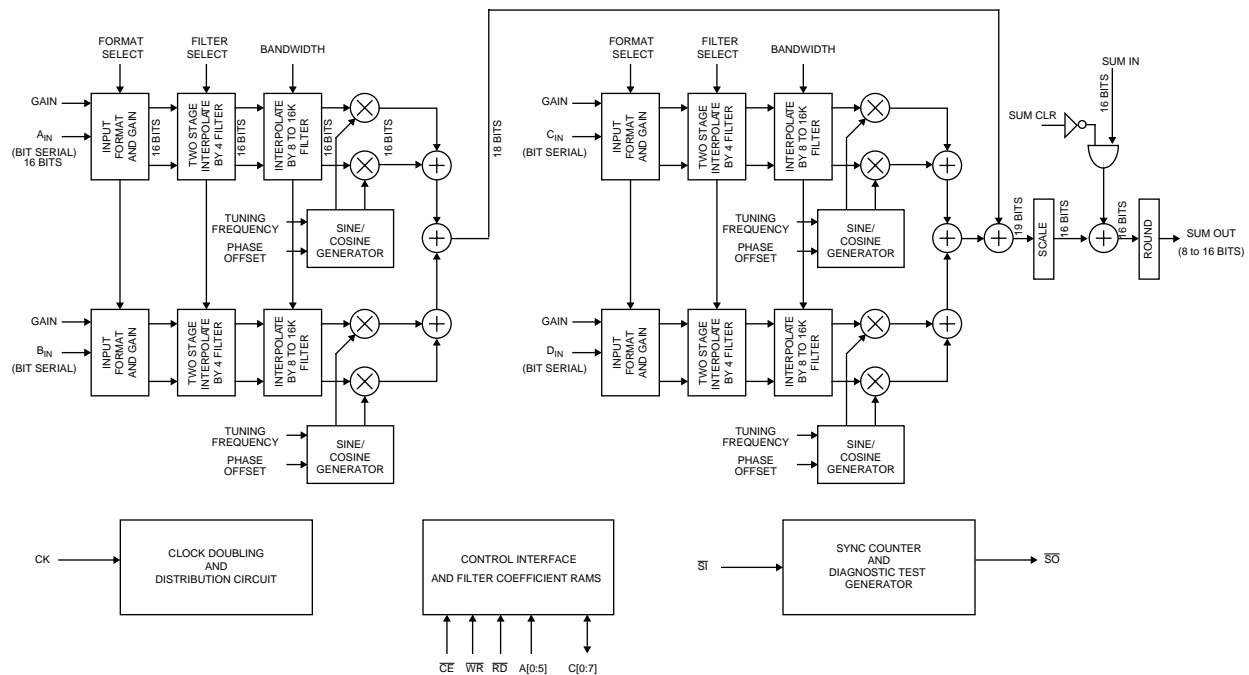 FORMAT
SELECT
FILTER
SELECT
BANDWIDTH
GAIN
A_IN
(BIT SERIAL)
16 BITS
INPUT
FORMAT
AND GAIN
16 BITS
TWO STAGE
INTERPOLATE
BY 4 FILTER
16 BITS
INTERPOLATE
BY 8 TO 16K
FILTER
16 BITS
16 BITS
TUNING
FREQUENCY
PHASE
OFFSET
SINE/
COSINE
GENERATOR
18 BITS
GAIN
B_IN
(BIT SERIAL)
INPUT
FORMAT
AND GAIN
TWO STAGE
INTERPOLATE
BY 4 FILTER
INTERPOLATE
BY 8 TO 16K
FILTER
TUNING
FREQUENCY
PHASE
OFFSET
SINE/
COSINE
GENERATOR
FORMAT
SELECT
FILTER
SELECT
BANDWIDTH
GAIN
C_IN
(BIT SERIAL)
INPUT
FORMAT
AND GAIN
TWO STAGE
INTERPOLATE
BY 4 FILTER
INTERPOLATE
BY 8 TO 16K
FILTER
TUNING
FREQUENCY
PHASE
OFFSET
SINE/
COSINE
GENERATOR
GAIN
D_IN
(BIT SERIAL)
INPUT
FORMAT
AND GAIN
TWO STAGE
INTERPOLATE
BY 4 FILTER
INTERPOLATE
BY 8 TO 16K
FILTER
TUNING
FREQUENCY
PHASE
OFFSET
SINE/
COSINE
GENERATOR
SUM IN
16 BITS
SUM CLR
19 BITS
SCALE
16 BITS
16 BITS
ROUND
SUM OUT
(8 to 16 BITS)
CK
CLOCK DOUBLING
AND
DISTRIBUTION CIRCUIT
CONTROL INTERFACE
AND FILTER COEFFICIENT RAMS
C̅E̅ W̅R̅ R̅D̅ A[0:5] C[0:7]
S̅I̅
SYNC COUNTER
AND
DIAGNOSTIC TEST
GENERATOR
S̅O̅